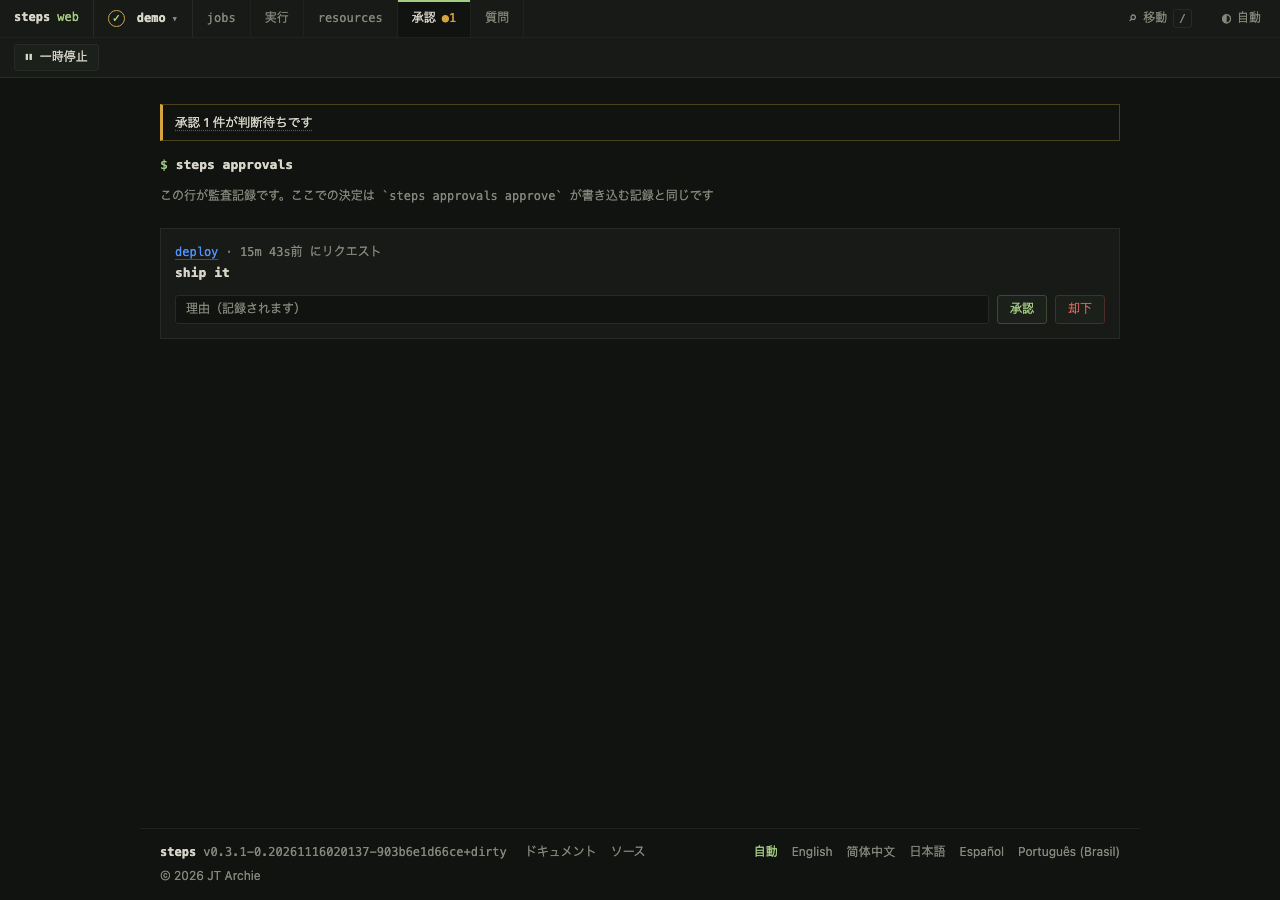 steps web ✓ demo ▾ jobs 実行 resources 承認 ●1 質問 ⌕ 移動 / ◐ 自動
⏸ 一時停止
承認 1 件が判断待ちです
$ steps approvals
この行が監査記録です。ここでの決定は `steps approvals approve` が書き込む記録と同じです
deploy · 15m 43s前 にリクエスト
ship it
理由（記録されます） 承認 却下
steps v0.3.1-0.20261116020137-903b6e1d66ce+dirty ドキュメント ソース 自動 English 简体中文 日本語 Español Português (Brasil)
© 2026 JT Archie